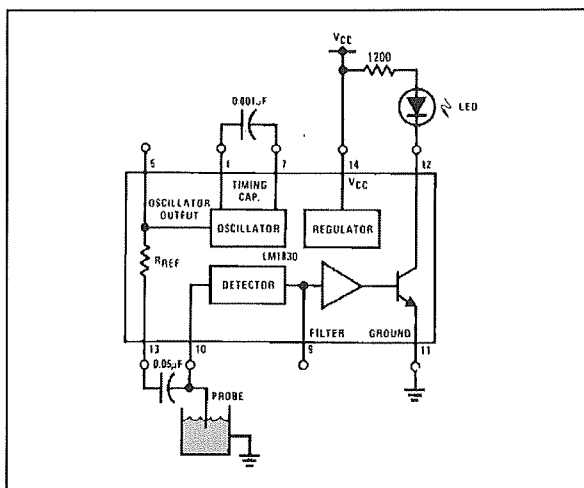 VCC
1200
0.001µF
LED
5
6
7
14
12
TIMING
CAP.
VCC
OSCILLATOR
OUTPUT
OSCILLATOR
REGULATOR
RREF
LM1830
DETECTOR
FILTER
GROUND
13
10
9
11
0.05µF
PROBE